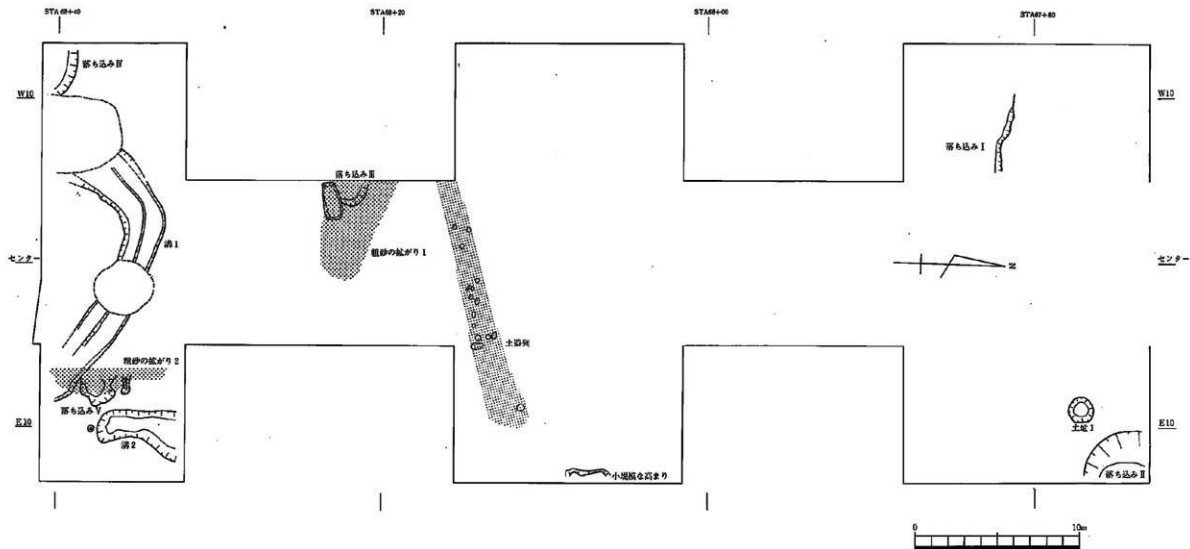 STA68+40
STA68+20
STA68+00
STA67+80
落ち込みⅣ
W10
W10
落ち込みⅠ
落ち込みⅢ
溝1
粗砂の拡がり1
センター
センター
N
土器列
粗砂の拡がり2
落ち込みⅤ
E10
溝2
土坑1
E10
小規模な高まり
落ち込みⅡ
0
10m